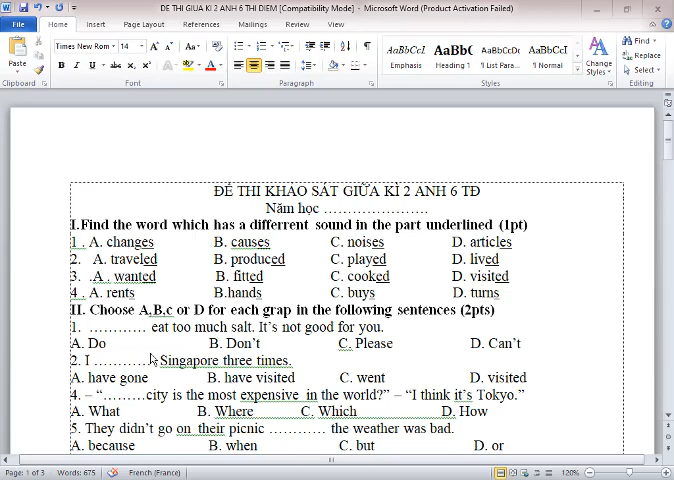 DE THI GIUA KI 2 ANH 6 THI DIEM [Compatibility Mode] - Microsoft Word (Product Activation Failed)
File Home Insert Page Layout References Mailings Review View
Paste
Clipboard
Times New Rom 14
Font
Paragraph
AaBbCcI AaBbC AaBbCcDc AaBbCcI
Emphasis Heading 1 ¶ List Para... ¶ Normal
Change Styles
Styles
Find
Replace
Select
Editing
ĐỀ THI KHAO SÁT GIỮA KÌ 2 ANH 6 TĐ
Năm học ........................
I.Find the word which has a different sound in the part underlined (1pt)
1 . A. changes B. causes C. noises D. articles
2. A. traveled B. produced C. played D. lived
3. .A . wanted B. fitted C. cooked D. visited
4 . A. rents B.hands C. buys D. turns
II. Choose A,B,c or D for each grap in the following sentences (2pts)
1. ………… eat too much salt. It’s not good for you.
A. Do B. Don’t C. Please D. Can’t
2. I ………… Singapore three times.
A. have gone B. have visited C. went D. visited
4. – “………city is the most expensive in the world?” – “I think it’s Tokyo.”
A. What B. Where C. Which D. How
5. They didn’t go on their picnic ………… the weather was bad.
A. because B. when C. but D. or
Page: 1 of 3 Words: 675 French (France) 120%